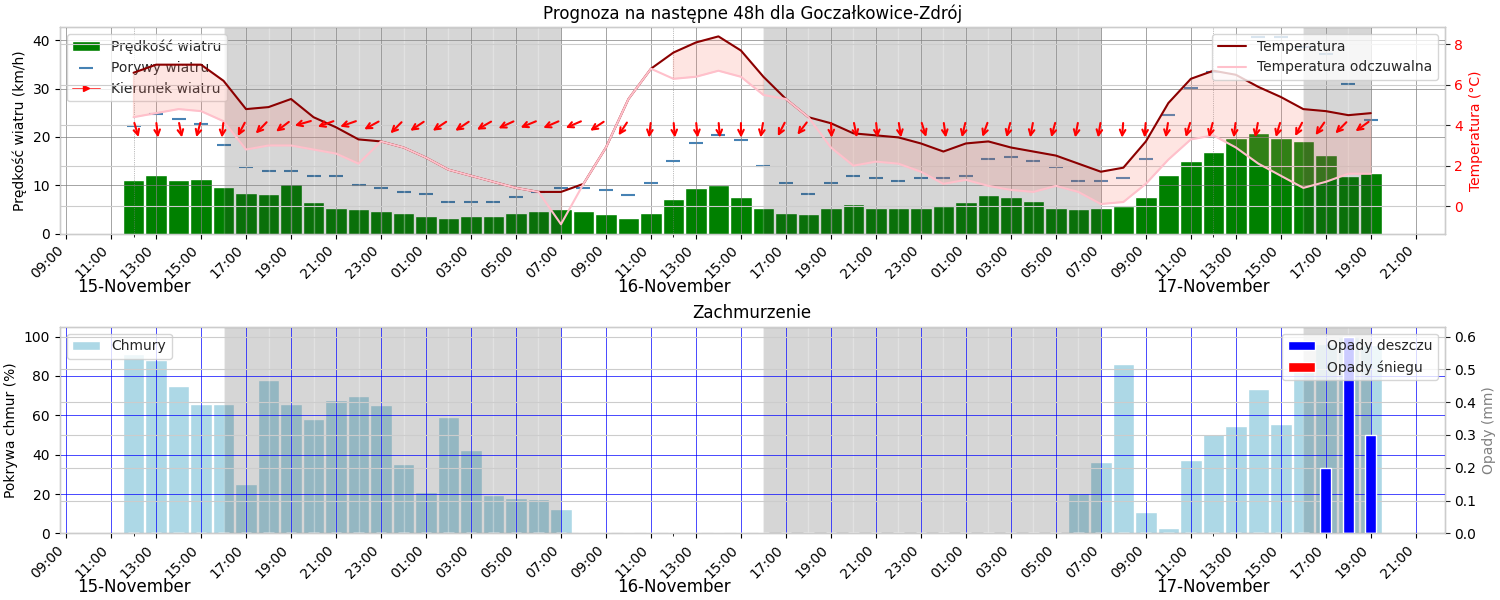 Prognoza na następne 48h dla Goczałkowice-Zdrój
Prędkość wiatru (km/h)
40
30
20
10
0
Prędkość wiatru
Porywy wiatru
Kierunek wiatru
Temperatura
Temperatura odczuwalna
8
6
4
2
0
Temperatura (°C)
09:00 11:00 13:00 15:00 17:00 19:00 21:00 23:00 01:00 03:00 05:00 07:00 09:00 11:00 13:00 15:00 17:00 19:00 21:00 23:00 01:00 03:00 05:00 07:00 09:00 11:00 13:00 15:00 17:00 19:00 21:00
15-November 16-November 17-November
Zachmurzenie
Pokrywa chmur (%)
100
80
60
40
20
0
Chmury
Opady deszczu
Opady śniegu
0.6
0.5
0.4
0.3
0.2
0.1
0.0
Opady (mm)
09:00 11:00 13:00 15:00 17:00 19:00 21:00 23:00 01:00 03:00 05:00 07:00 09:00 11:00 13:00 15:00 17:00 19:00 21:00 23:00 01:00 03:00 05:00 07:00 09:00 11:00 13:00 15:00 17:00 19:00 21:00
15-November 16-November 17-November